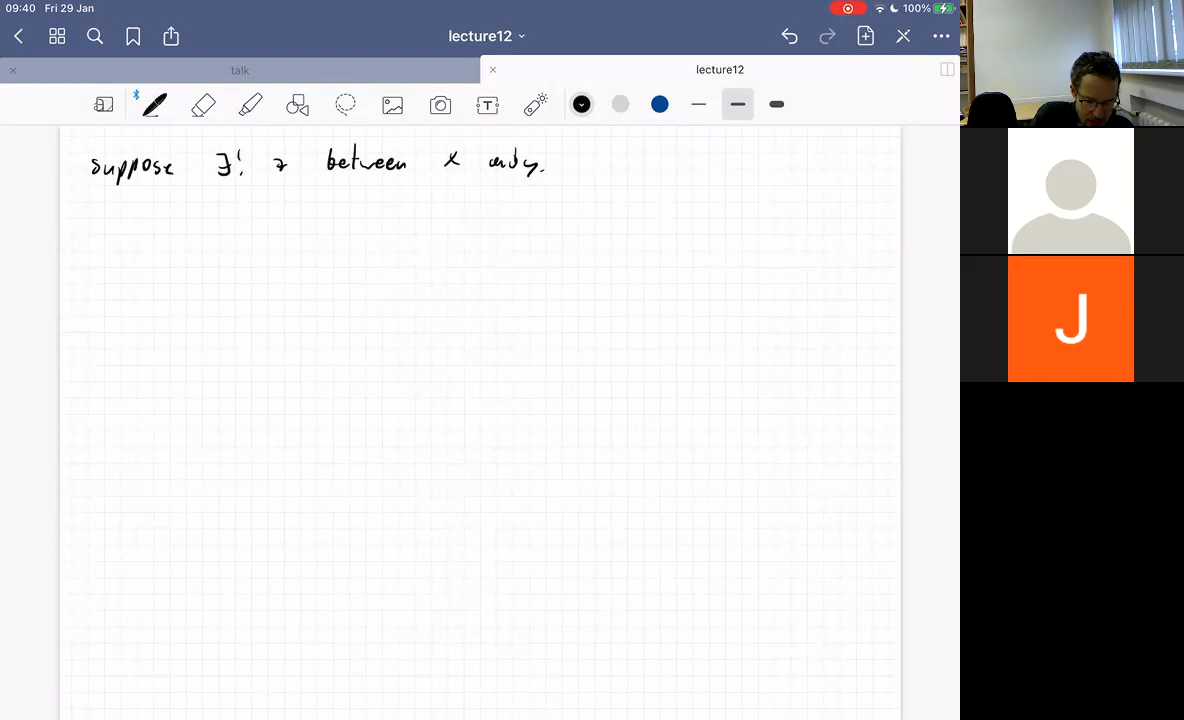 09:40 Fri 29 Jan
100%
lecture12
talk
lecture12
suppose ∃! z between x and y.
J